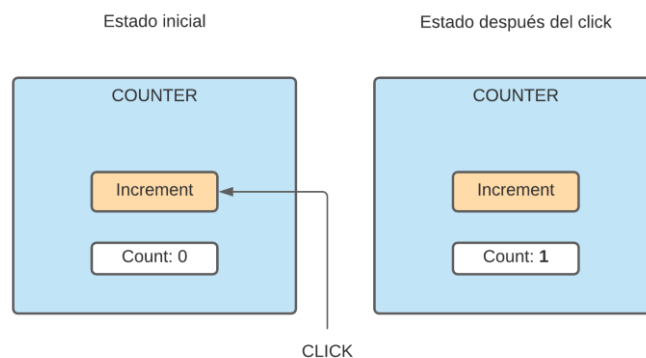 Estado inicial
Estado después del click
COUNTER
COUNTER
Increment
Increment
Count: 0
Count: 1
CLICK